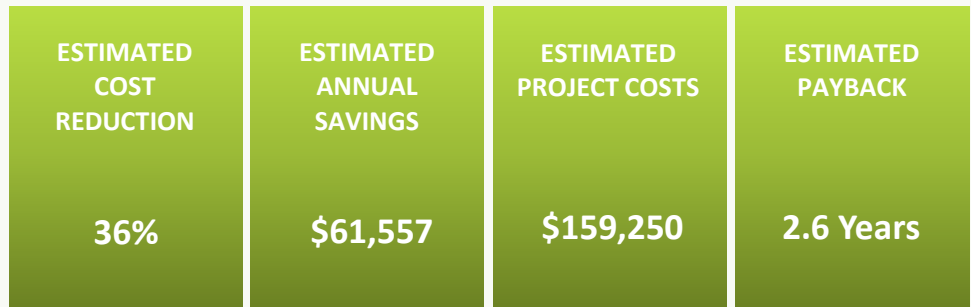 ESTIMATED
COST
REDUCTION
36%
ESTIMATED
ANNUAL
SAVINGS
$61,557
ESTIMATED
PROJECT COSTS
$159,250
ESTIMATED
PAYBACK
2.6 Years